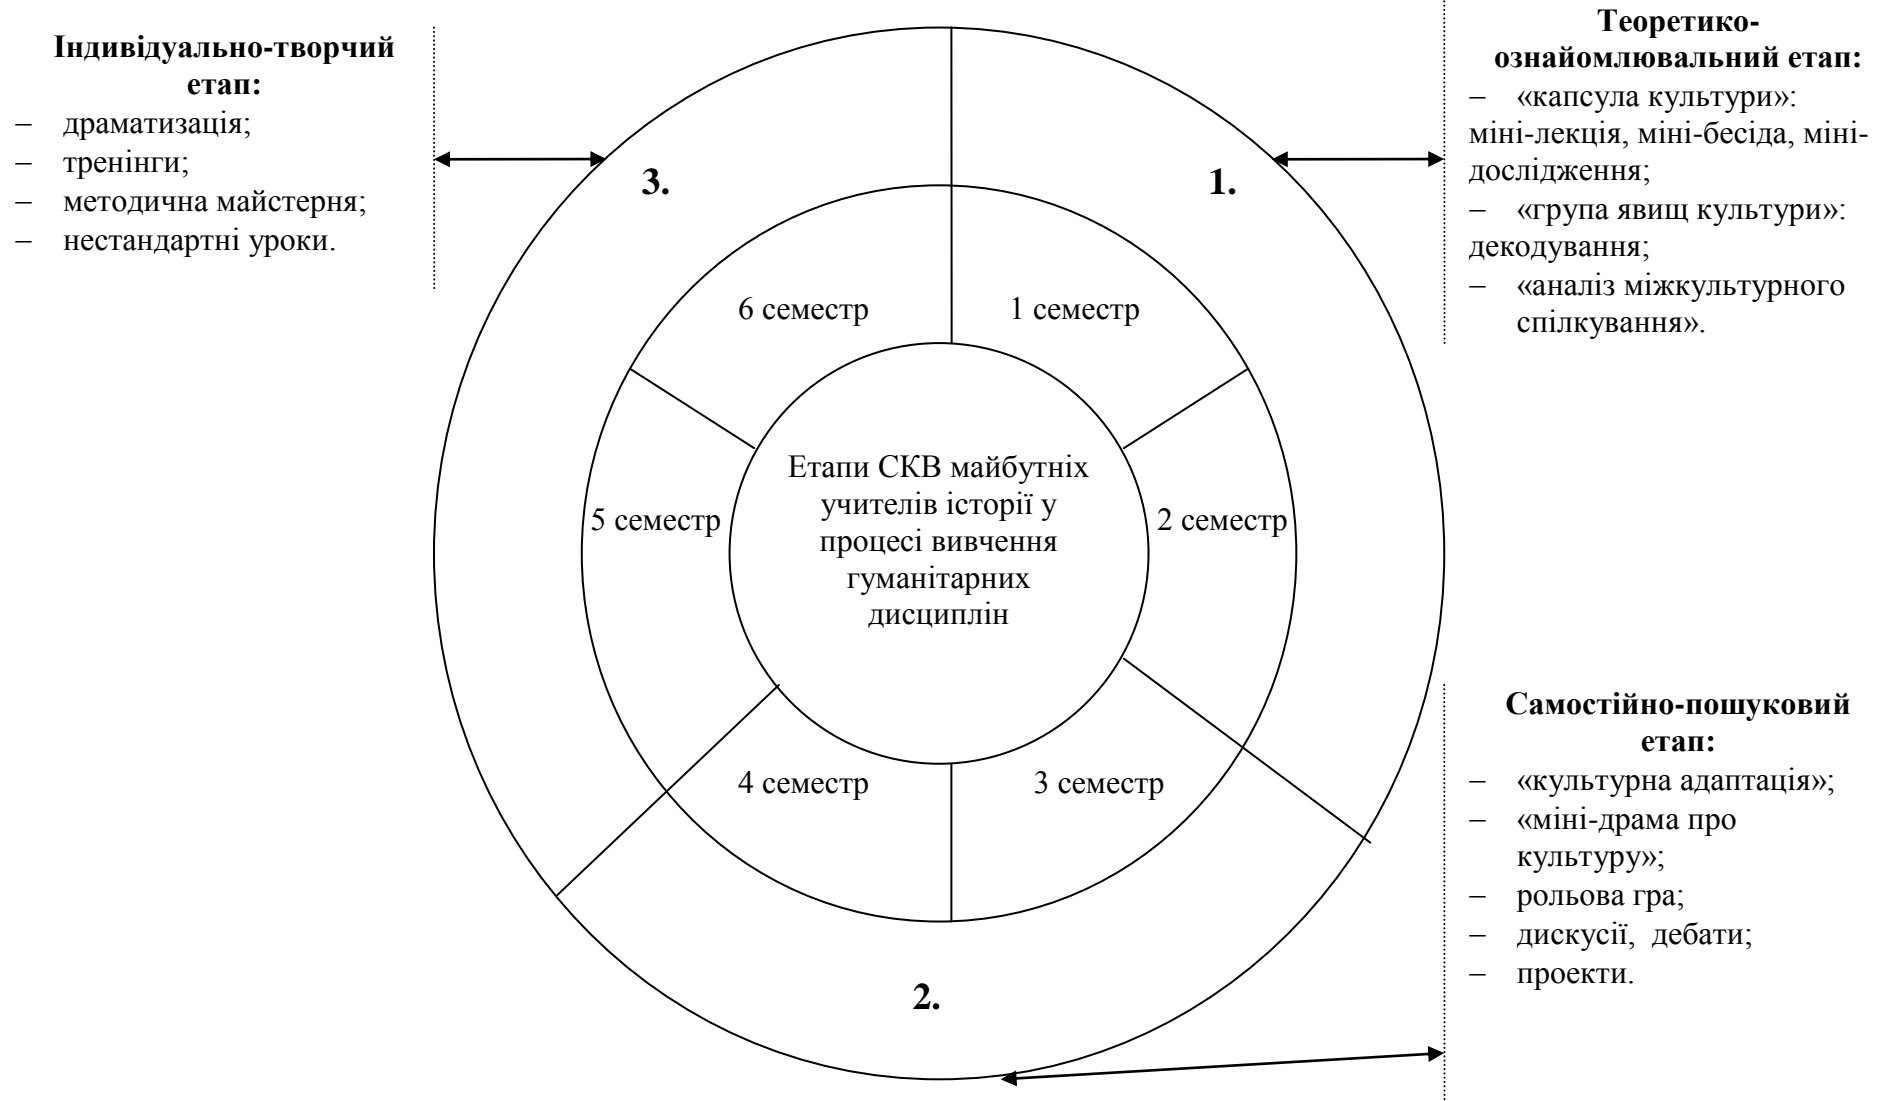 Індивідуально-творчий
етап:
– драматизація;
– тренінги;
– методична майстерня;
– нестандартні уроки.
Теоретико-
ознайомлювальний етап:
– «капсула культури»:
міні-лекція, міні-бесіда, міні-
дослідження;
– «група явищ культури»:
декодування;
– «аналіз міжкультурного
спілкування».
3.
1.
6 семестр
1 семестр
5 семестр
2 семестр
Етапи СКВ майбутніх
учителів історії у
процесі вивчення
гуманітарних
дисциплін
4 семестр
3 семестр
2.
Самостійно-пошуковий
етап:
– «культурна адаптація»;
– «міні-драма про
культуру»;
– рольова гра;
– дискусії, дебати;
– проекти.